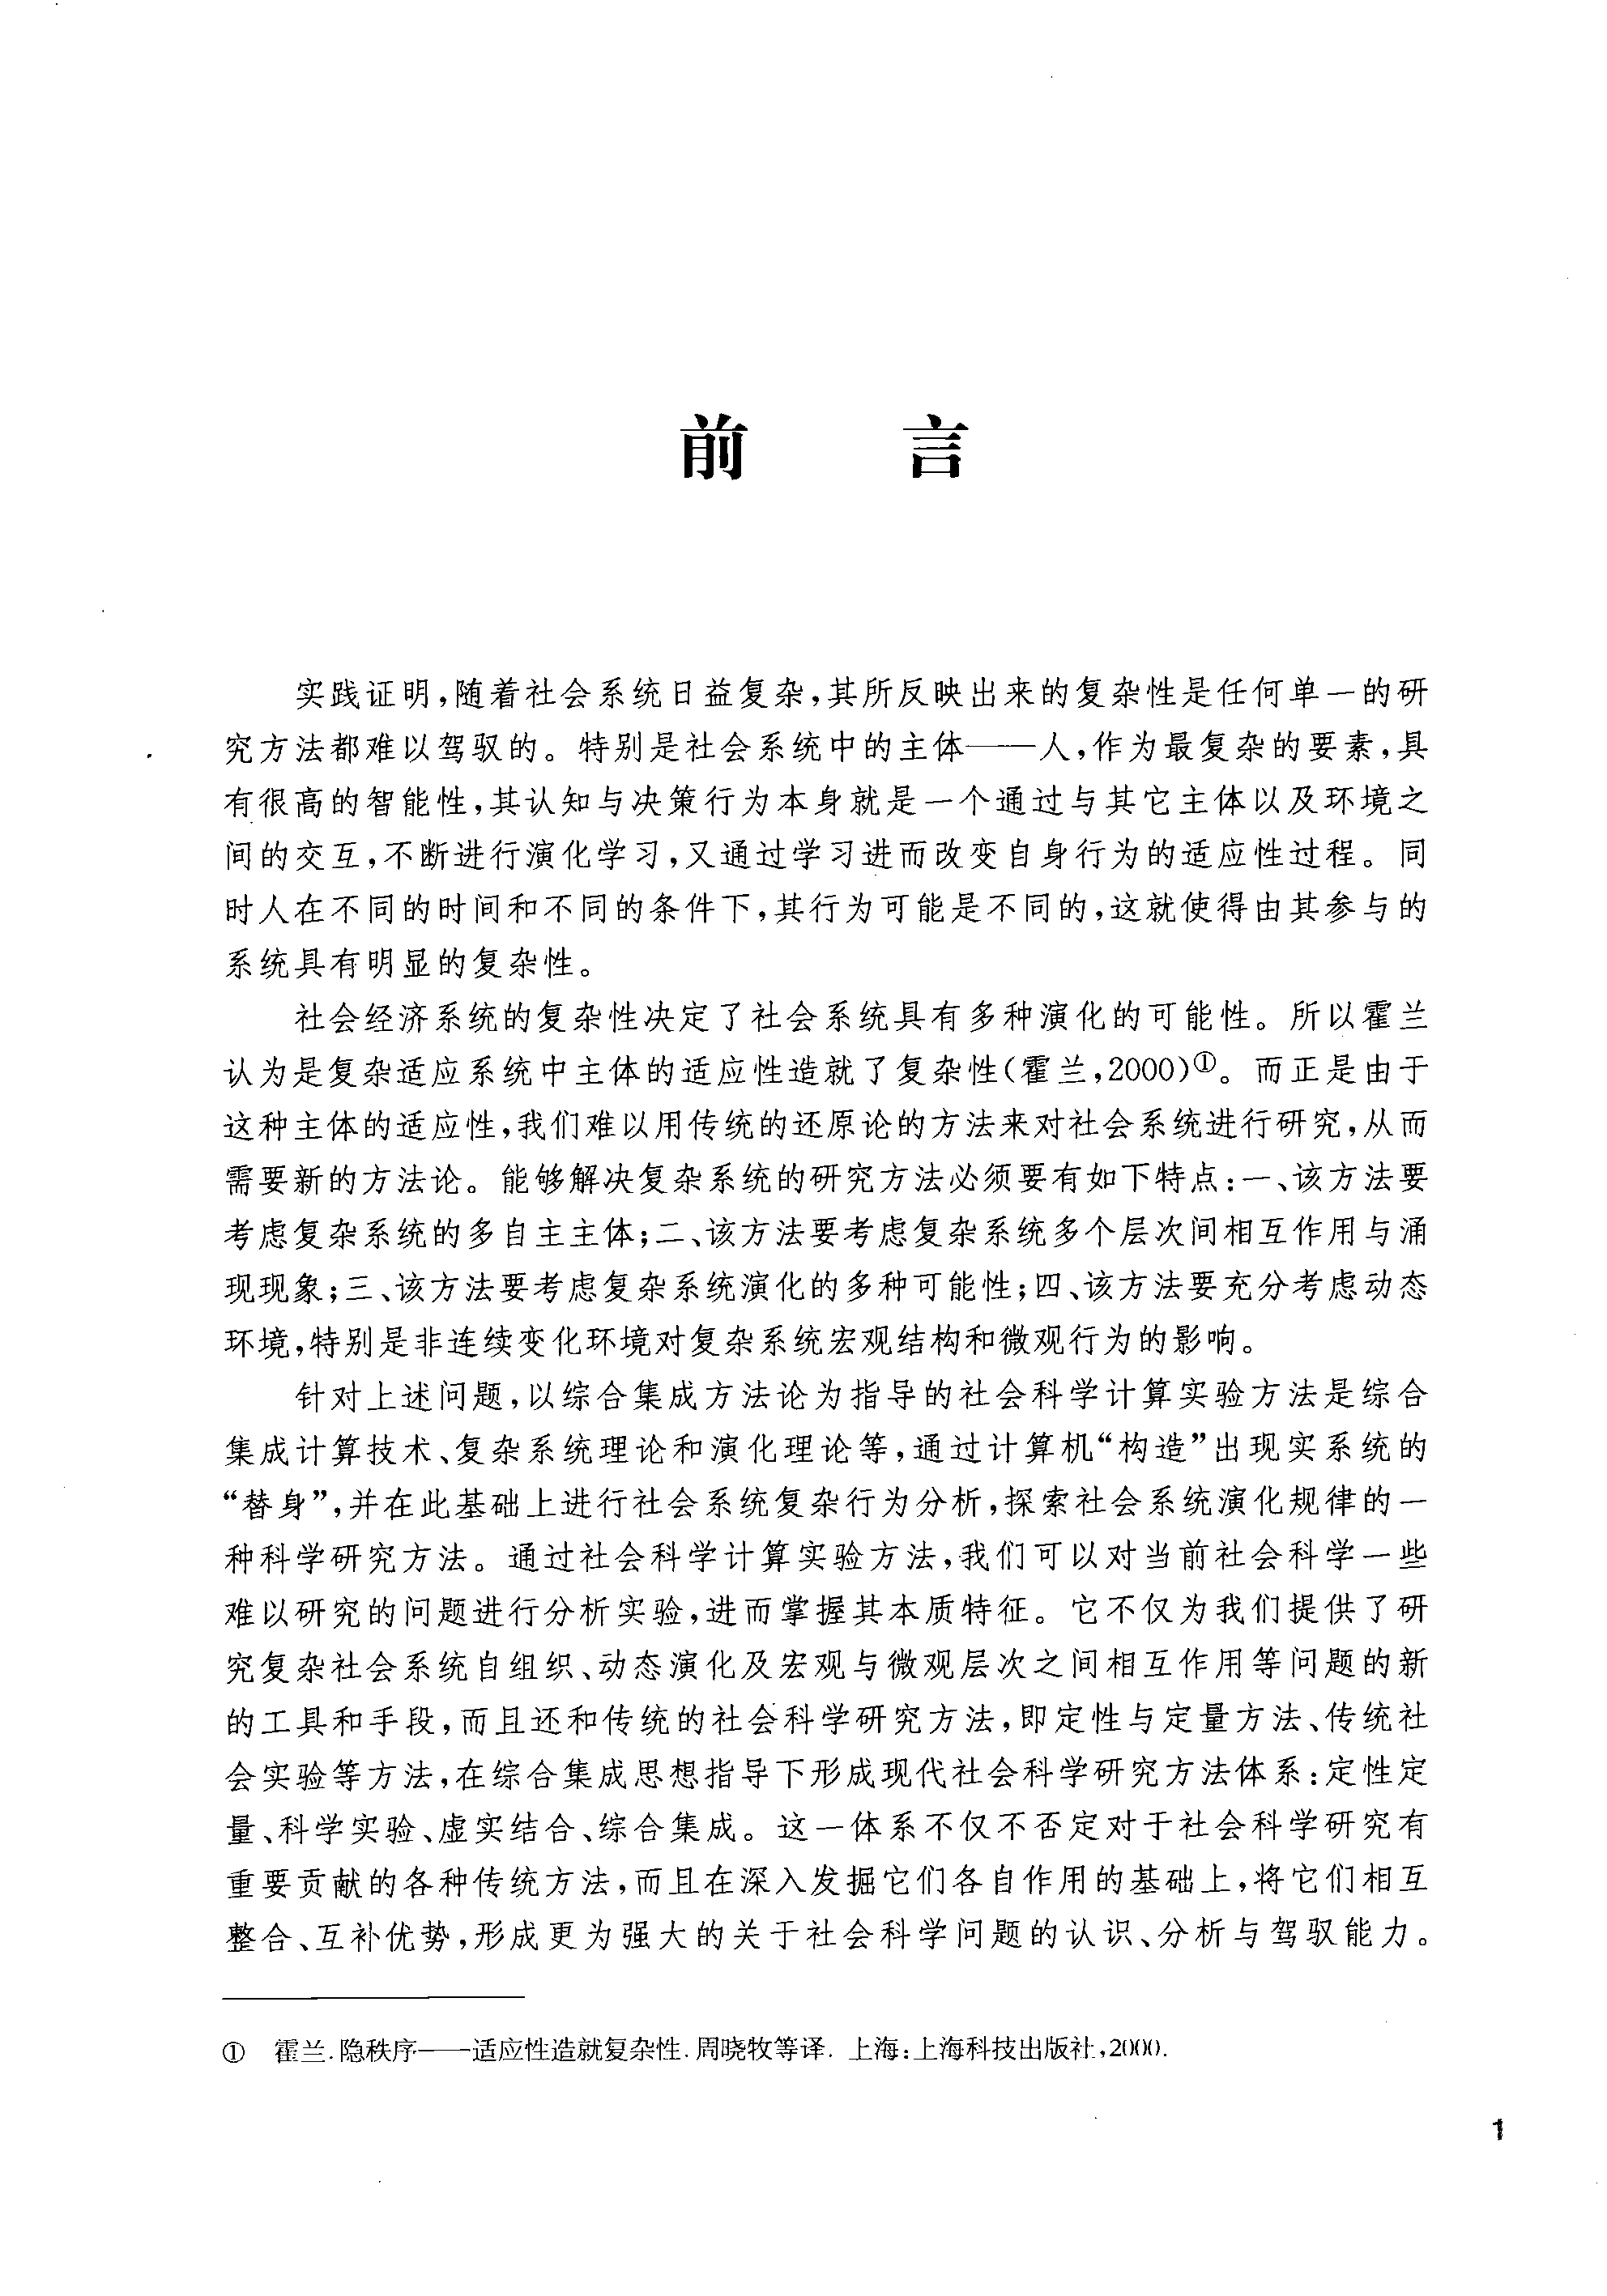 前 言
实践证明,随着社会系统日益复杂,其所反映出来的复杂性是任何单一的研
究方法都难以驾驭的。特别是社会系统中的主体——人,作为最复杂的要素,具
有很高的智能性,其认知与决策行为本身就是一个通过与其它主体以及环境之
间的交互,不断进行演化学习,又通过学习进而改变自身行为的适应性过程。同
时人在不同的时间和不同的条件下,其行为可能是不同的,这就使得由其参与的
系统具有明显的复杂性。
社会经济系统的复杂性决定了社会系统具有多种演化的可能性。所以霍兰
认为是复杂适应系统中主体的适应性造就了复杂性(霍兰,2000)①。而正是由于
这种主体的适应性,我们难以用传统的还原论的方法来对社会系统进行研究,从而
需要新的方法论。能够解决复杂系统的研究方法必须要有如下特点:一、该方法要
考虑复杂系统的多自主主体;二、该方法要考虑复杂系统多个层次间相互作用与涌
现现象;三、该方法要考虑复杂系统演化的多种可能性;四、该方法要充分考虑动态
环境,特别是非连续变化环境对复杂系统宏观结构和微观行为的影响。
针对上述问题,以综合集成方法论为指导的社会科学计算实验方法是综合
集成计算技术、复杂系统理论和演化理论等,通过计算机“构造”出现实系统的
“替身”,并在此基础上进行社会系统复杂行为分析,探索社会系统演化规律的一
种科学研究方法。通过社会科学计算实验方法,我们可以对当前社会科学一些
难以研究的问题进行分析实验,进而掌握其本质特征。它不仅为我们提供了研
究复杂社会系统自组织、动态演化及宏观与微观层次之间相互作用等问题的新
的工具和手段,而且还和传统的社会科学研究方法,即定性与定量方法、传统社
会实验等方法,在综合集成思想指导下形成现代社会科学研究方法体系:定性定
量、科学实验、虚实结合、综合集成。这一体系不仅不否定对于社会科学研究有
重要贡献的各种传统方法,而且在深入发掘它们各自作用的基础上,将它们相互
整合、互补优势,形成更为强大的关于社会科学问题的认识、分析与驾驭能力。
① 霍兰.隐秩序——适应性造就复杂性.周晓牧等译. 上海:上海科技出版社,2000.
1